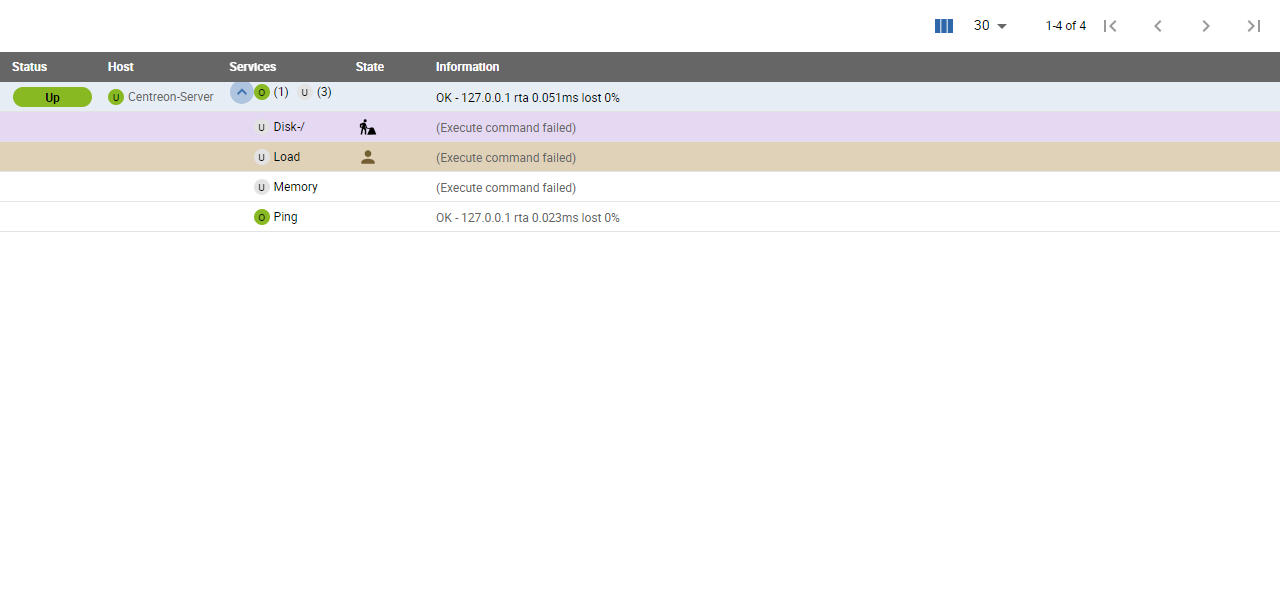 30 1-4 of 4
Status Host Services State Information
Up U Centreon-Server O (1) U (3) OK - 127.0.0.1 rta 0.051ms lost 0%
U Disk-/ (Execute command failed)
U Load (Execute command failed)
U Memory (Execute command failed)
O Ping OK - 127.0.0.1 rta 0.023ms lost 0%